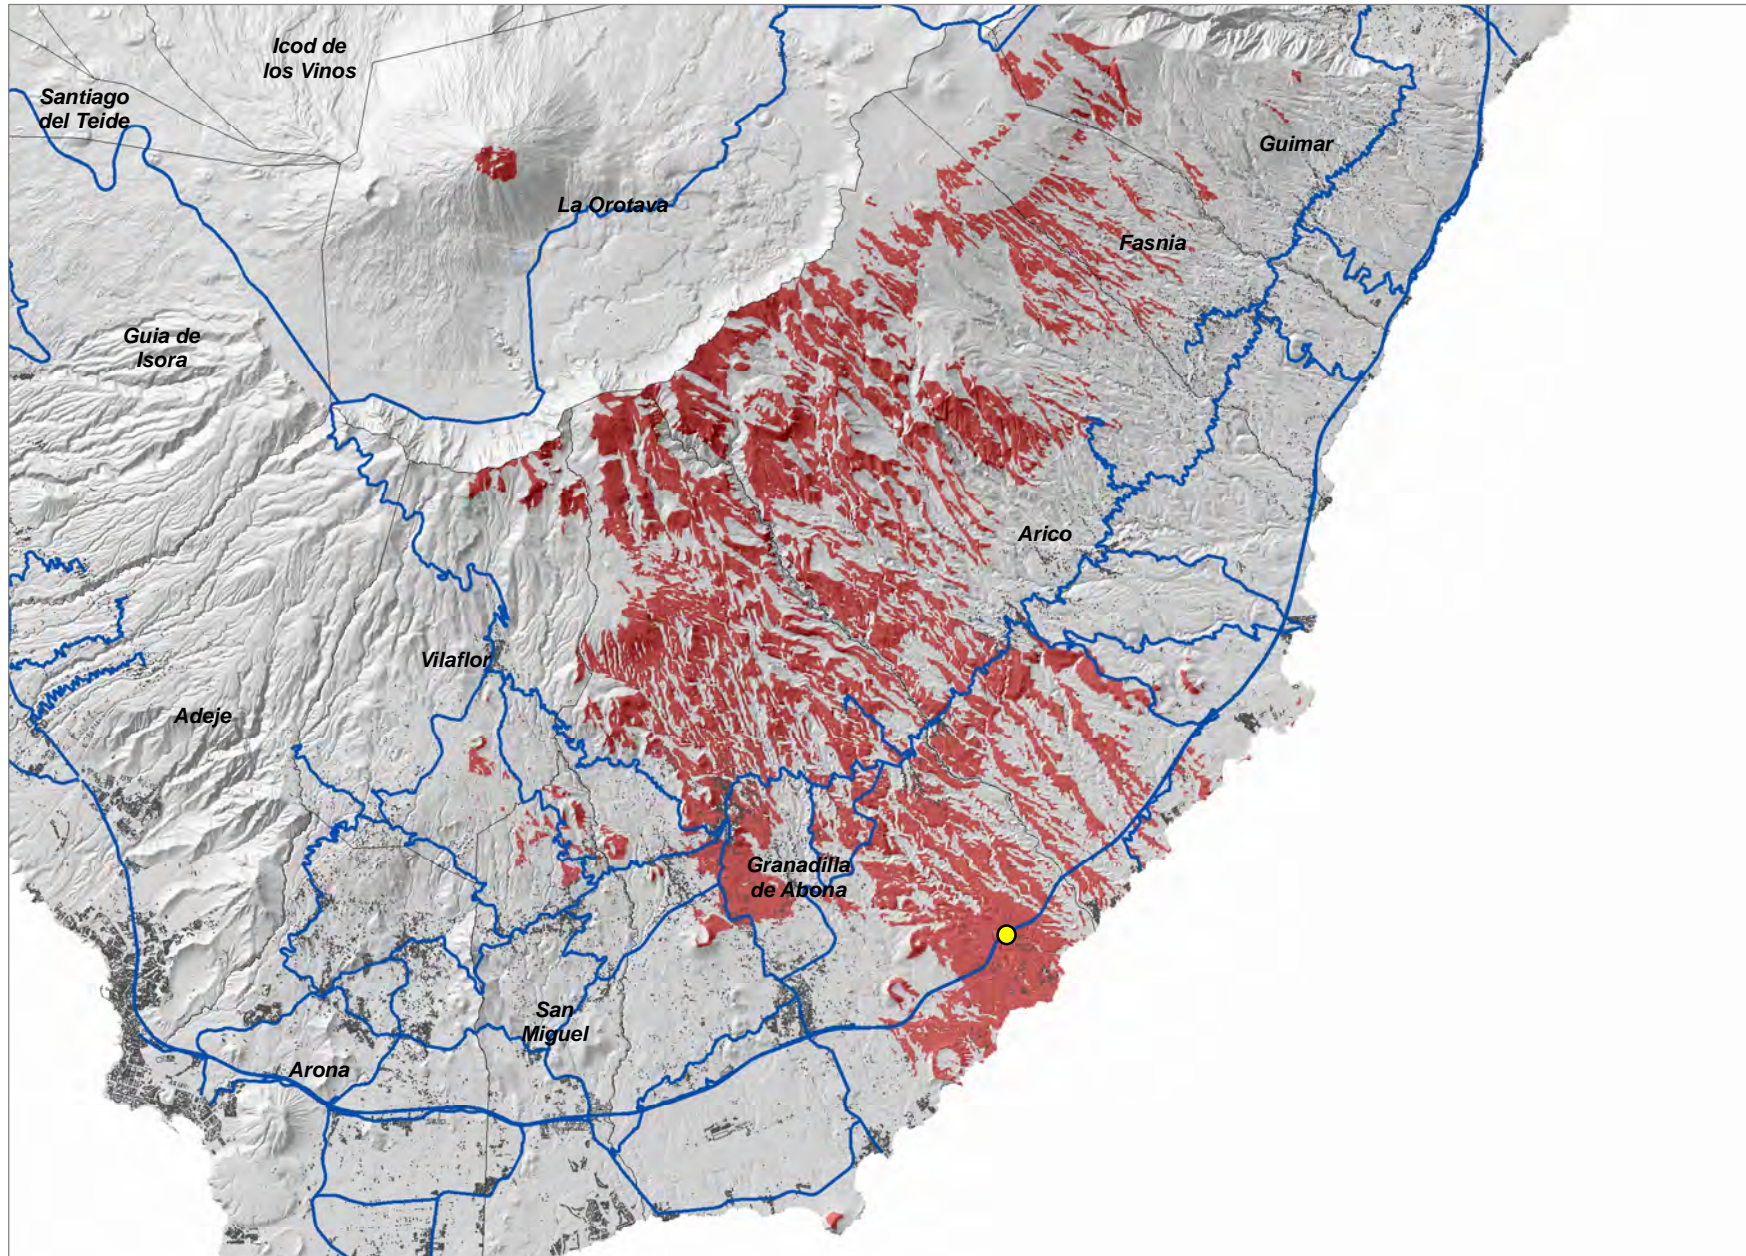 Icod de
los Vinos
Santiago
del Teide
Guimar
La Orotava
Fasnia
Guia de
Isora
Arico
Vilaflor
Adeje
Granadilla
de Abona
San
Miguel
Arona